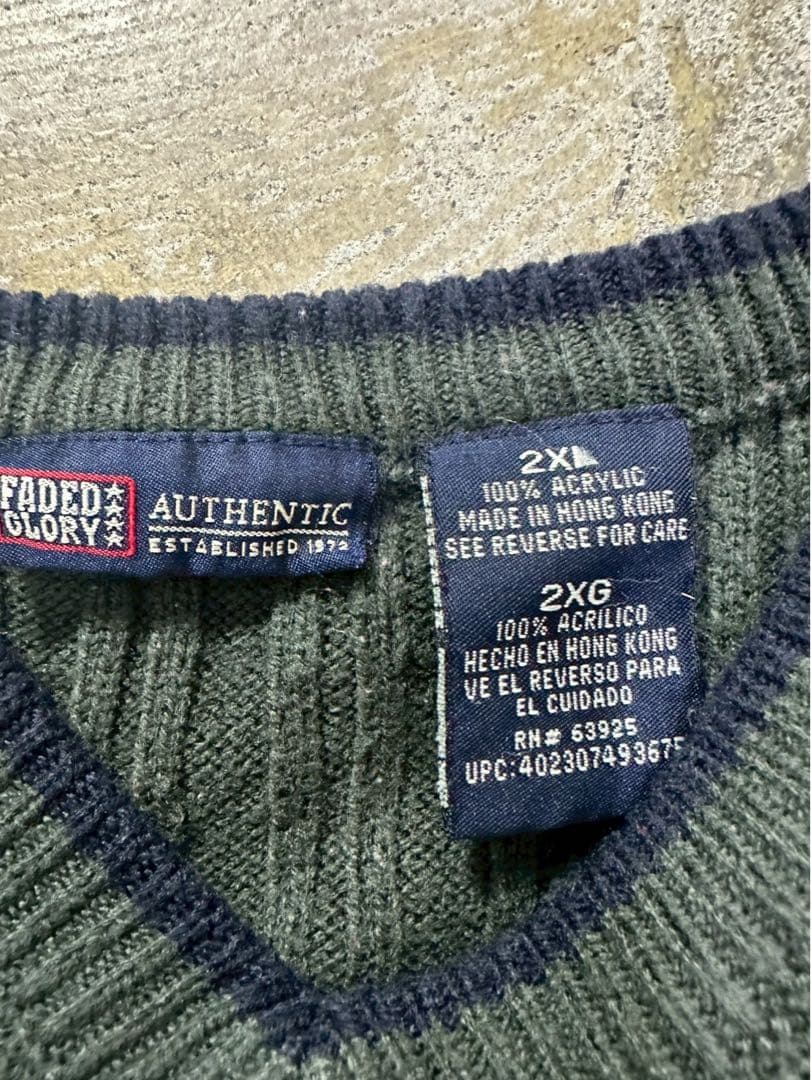 FADED
GLORY
AUTHENTIC
ESTABLISHED 1972
2XL
100% ACRYLIC
MADE IN HONG KONG
SEE REVERSE FOR CARE
2XG
100% ACRILICO
HECHO EN HONG KONG
VE EL REVERSO PARA
EL CUIDADO
RN# 63925